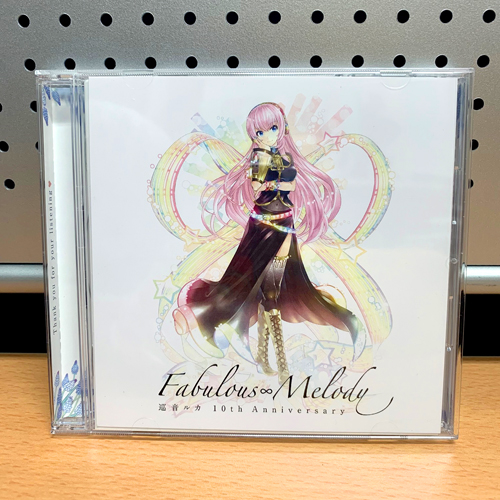 Thank you for your listening♥
Fabulous∞Melody
巡音ルカ 10th Anniversary